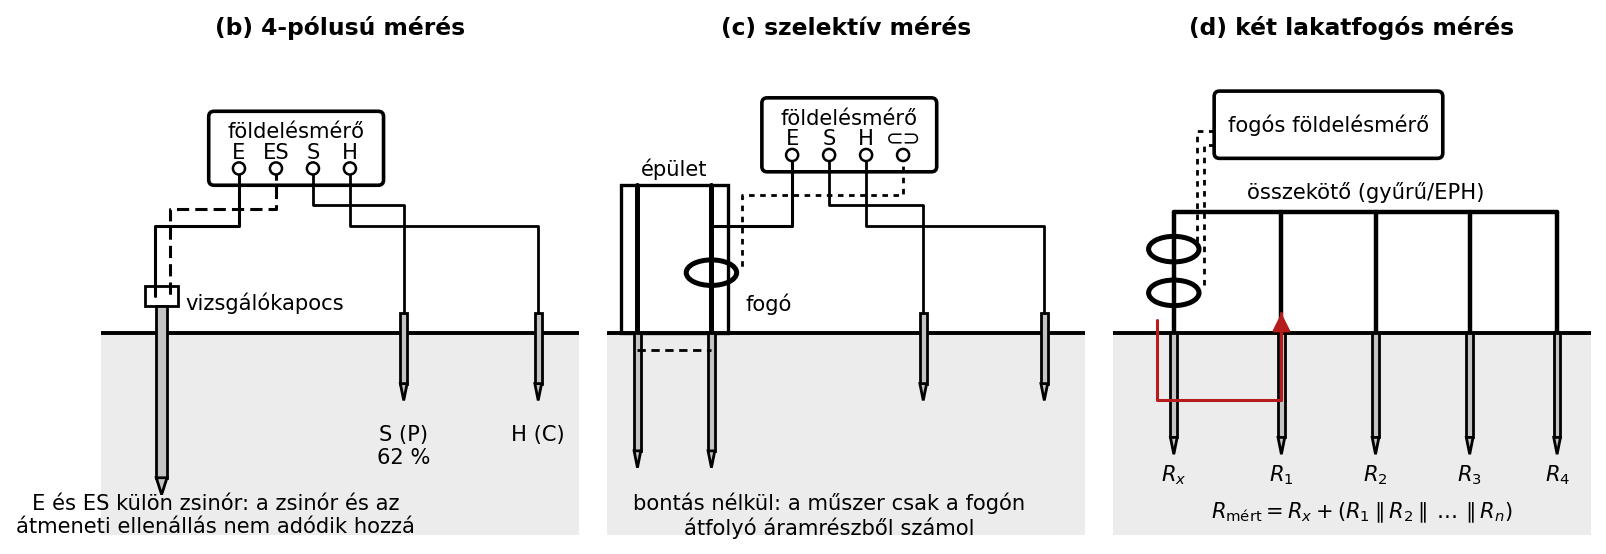 (b) 4-pólusú mérés
földelésmérő
E ES S H
vizsgálókapocs
S (P)
62 %
H (C)
E és ES külön zsinór: a zsinór és az
átmeneti ellenállás nem adódik hozzá
(c) szelektív mérés
földelésmérő
E S H ⊂⊃
épület
fogó
bontás nélkül: a műszer csak a fogón
átfolyó áramrészből számol
(d) két lakatfogós mérés
fogós földelésmérő
összekötő (gyűrű/EPH)
Rₓ R₁ R₂ R₃ R₄
R_mért = Rₓ + (R₁ ∥ R₂ ∥ … ∥ Rₙ)